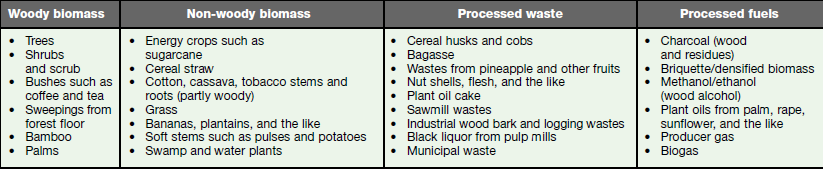 Woody biomass
• Trees
• Shrubs
and scrub
• Bushes such as
coffee and tea
• Sweepings from
forest floor
• Bamboo
• Palms
Non-woody biomass
• Energy crops such as
sugarcane
• Cereal straw
• Cotton, cassava, tobacco stems and
roots (partly woody)
• Grass
• Bananas, plantains, and the like
• Soft stems such as pulses and potatoes
• Swamp and water plants
Processed waste
• Cereal husks and cobs
• Bagasse
• Wastes from pineapple and other fruits
• Nut shells, flesh, and the like
• Plant oil cake
• Sawmill wastes
• Industrial wood bark and logging wastes
• Black liquor from pulp mills
• Municipal waste
Processed fuels
• Charcoal (wood
and residues)
• Briquette/densified biomass
• Methanol/ethanol
(wood alcohol)
• Plant oils from palm, rape,
sunflower, and the like
• Producer gas
• Biogas